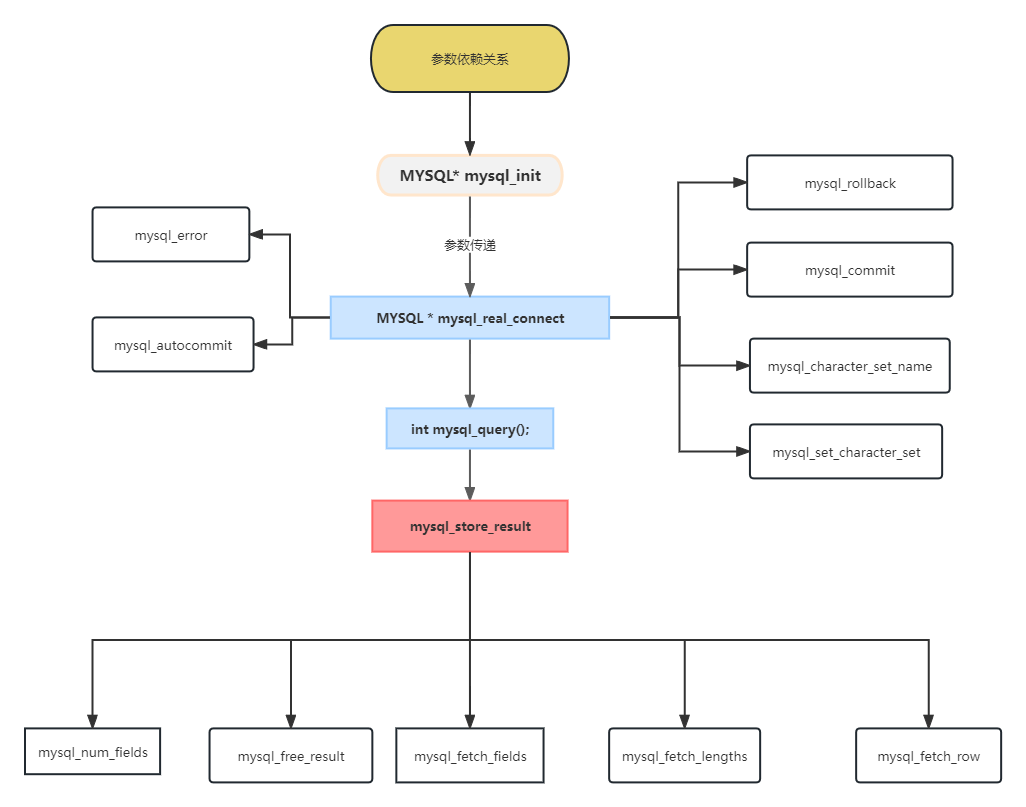 参数依赖关系
MYSQL* mysql_init
参数传递
mysql_rollback
mysql_error
mysql_commit
MYSQL * mysql_real_connect
mysql_autocommit
mysql_character_set_name
int mysql_query();
mysql_set_character_set
mysql_store_result
mysql_num_fields
mysql_free_result
mysql_fetch_fields
mysql_fetch_lengths
mysql_fetch_row